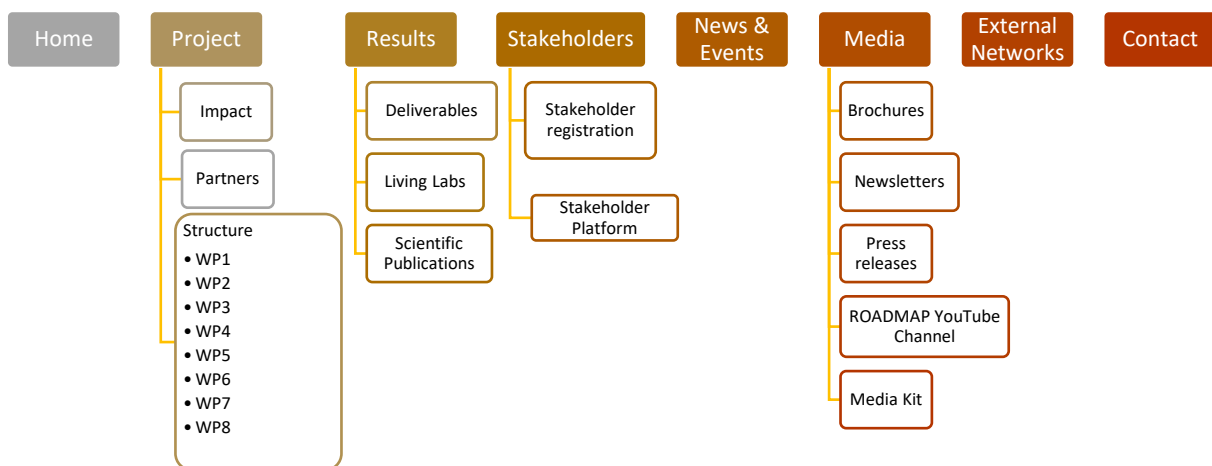 Home
Project
Results
Stakeholders
News &
Events
Media
External
Networks
Contact
Impact
Partners
Structure
• WP1
• WP2
• WP3
• WP4
• WP5
• WP6
• WP7
• WP8
Deliverables
Living Labs
Scientific
Publications
Stakeholder
registration
Stakeholder
Platform
Brochures
Newsletters
Press
releases
ROADMAP YouTube
Channel
Media Kit